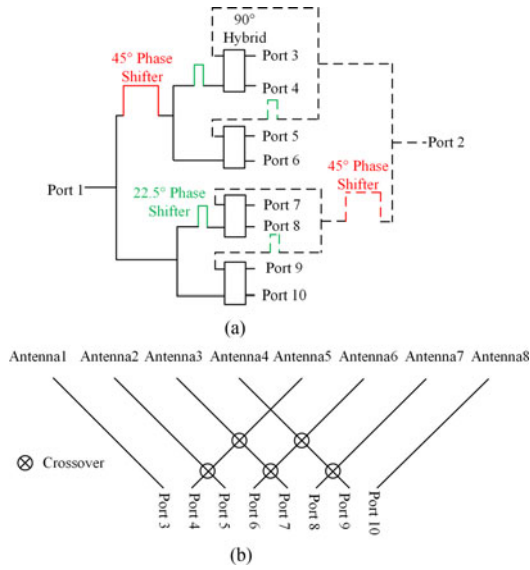 90°
Hybrid
45° Phase
Shifter
Port 3
Port 4
Port 5
Port 6
Port 2
Port 1
45° Phase
Shifter
22.5° Phase
Shifter
Port 7
Port 8
Port 9
Port 10
(a)
Antenna1 Antenna2 Antenna3 Antenna4 Antenna5 Antenna6 Antenna7 Antenna8
Crossover
Port 3
Port 4
Port 5
Port 6
Port 7
Port 8
Port 9
Port 10
(b)